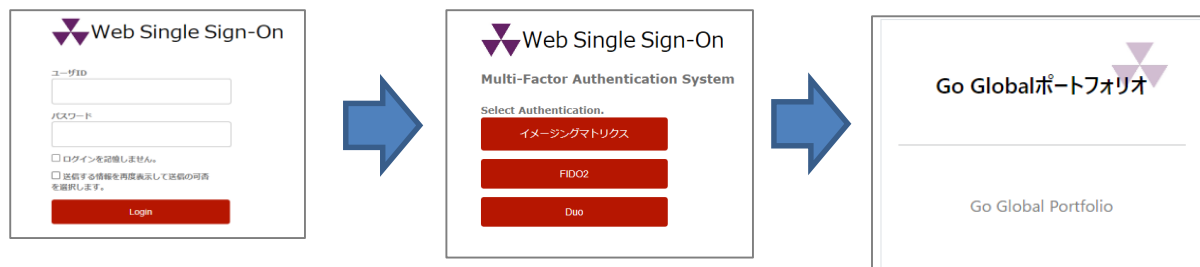 Web Single Sign-On
ユーザID
パスワード
ログインを記憶しません。
送信する情報を再度表示して送信の可否
を選択します。
Login
Web Single Sign-On
Multi-Factor Authentication System
Select Authentication.
イメージングマトリクス
FIDO2
Duo
Go Globalポートフォリオ
Go Global Portfolio